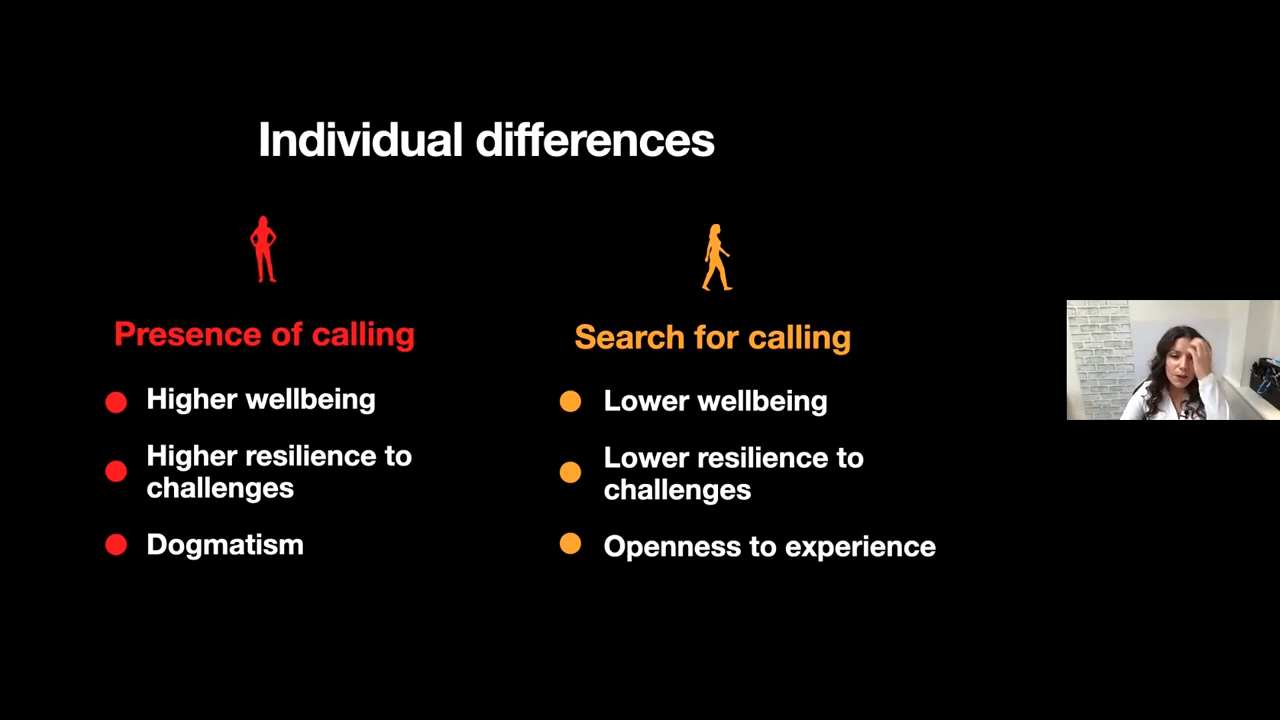 Individual differences
Presence of calling
Higher wellbeing
Higher resilience to
challenges
Dogmatism
Search for calling
Lower wellbeing
Lower resilience to
challenges
Openness to experience